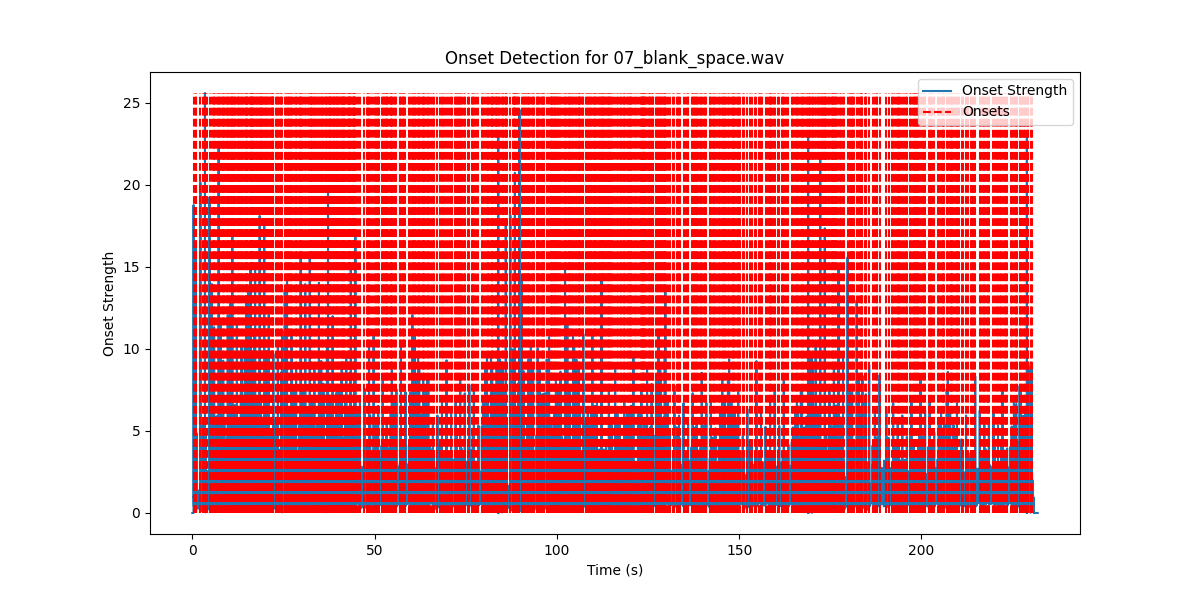 Onset Detection for 07_blank_space.wav
Onset Strength
Onsets
25
20
15
10
5
0
Onset Strength
0 50 100 150 200
Time (s)